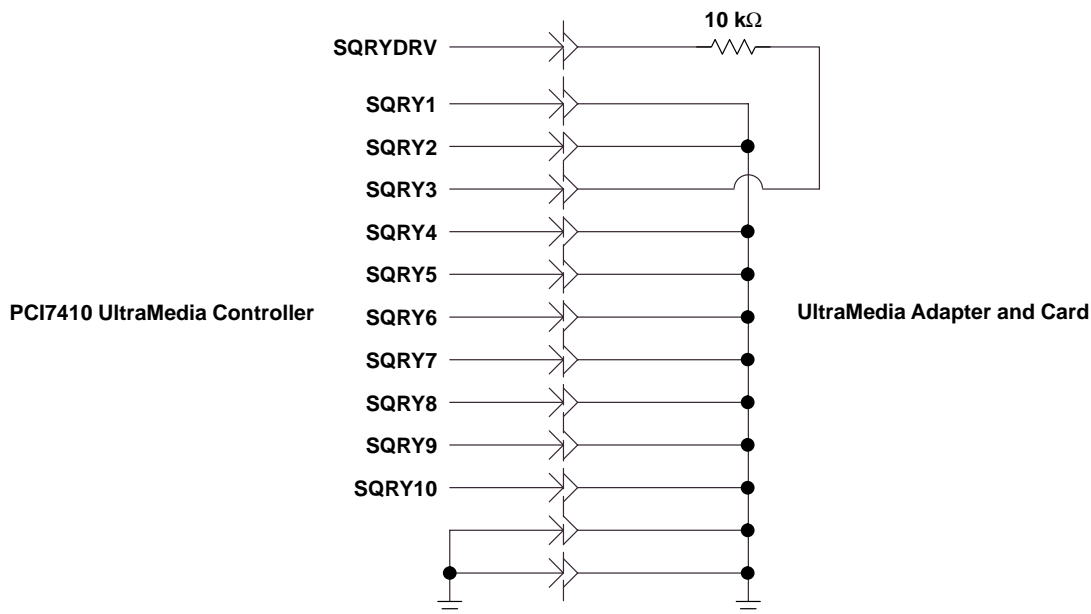 10 kΩ
SQRYDRV
SQRY1
SQRY2
SQRY3
SQRY4
SQRY5
PCI7410 UltraMedia Controller
SQRY6
UltraMedia Adapter and Card
SQRY7
SQRY8
SQRY9
SQRY10